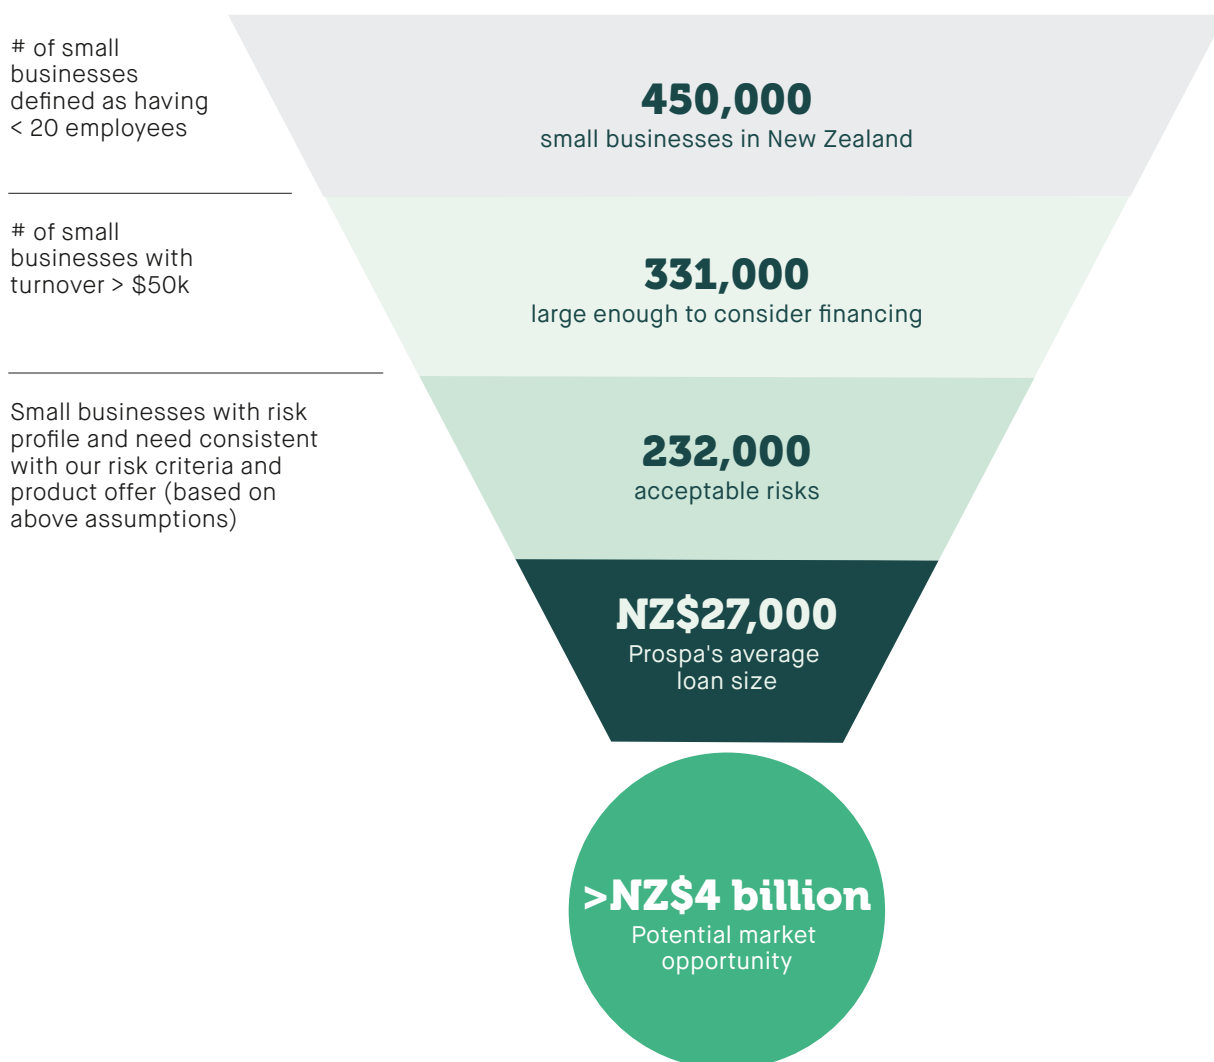 # of small
businesses
defined as having
< 20 employees
450,000
small businesses in New Zealand
# of small
businesses with
turnover > $50k
331,000
large enough to consider financing
Small businesses with risk
profile and need consistent
with our risk criteria and
product offer (based on
above assumptions)
232,000
acceptable risks
NZ$27,000
Prospa's average
loan size
>NZ$4 billion
Potential market
opportunity